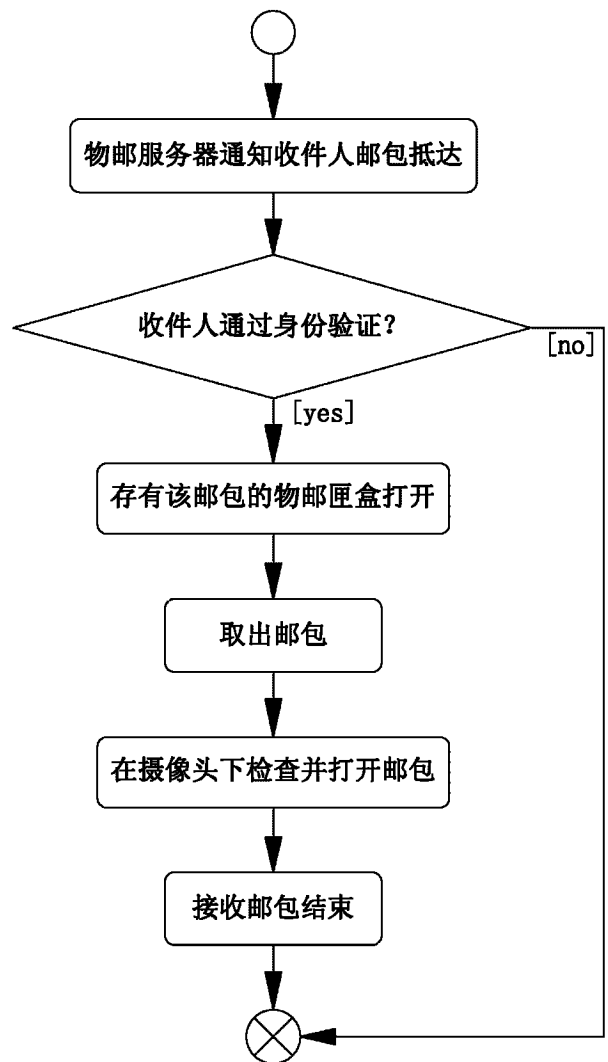 物邮服务器通知收件人邮包抵达
收件人通过身份验证?
[no]
[yes]
存有该邮包的物邮匣盒打开
取出邮包
在摄像头下检查并打开邮包
接收邮包结束